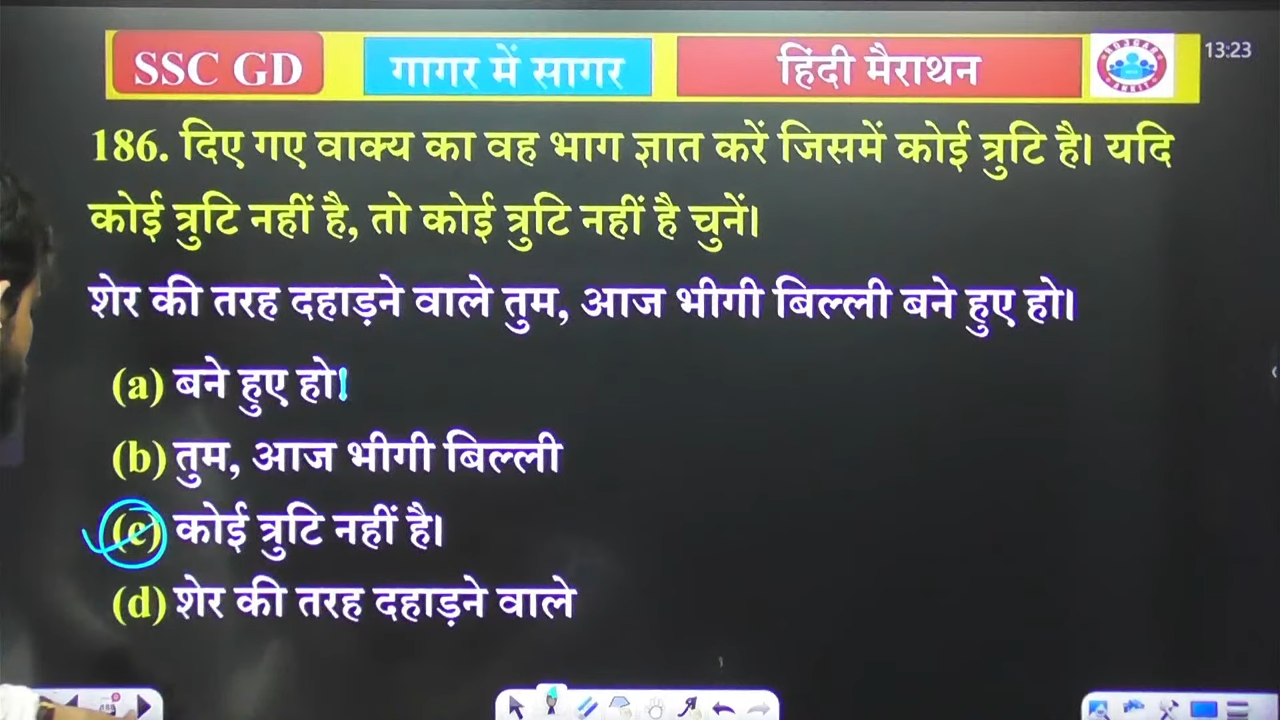 SSC GD गागर में सागर हिंदी मैराथन 13:23
186. दिए गए वाक्य का वह भाग ज्ञात करें जिसमें कोई त्रुटि है। यदि
कोई त्रुटि नहीं है, तो कोई त्रुटि नहीं है चुनें।
शेर की तरह दहाड़ने वाले तुम, आज भीगी बिल्ली बने हुए हो।
(a) बने हुए हो।
(b) तुम, आज भीगी बिल्ली
(c) कोई त्रुटि नहीं है।
(d) शेर की तरह दहाड़ने वाले